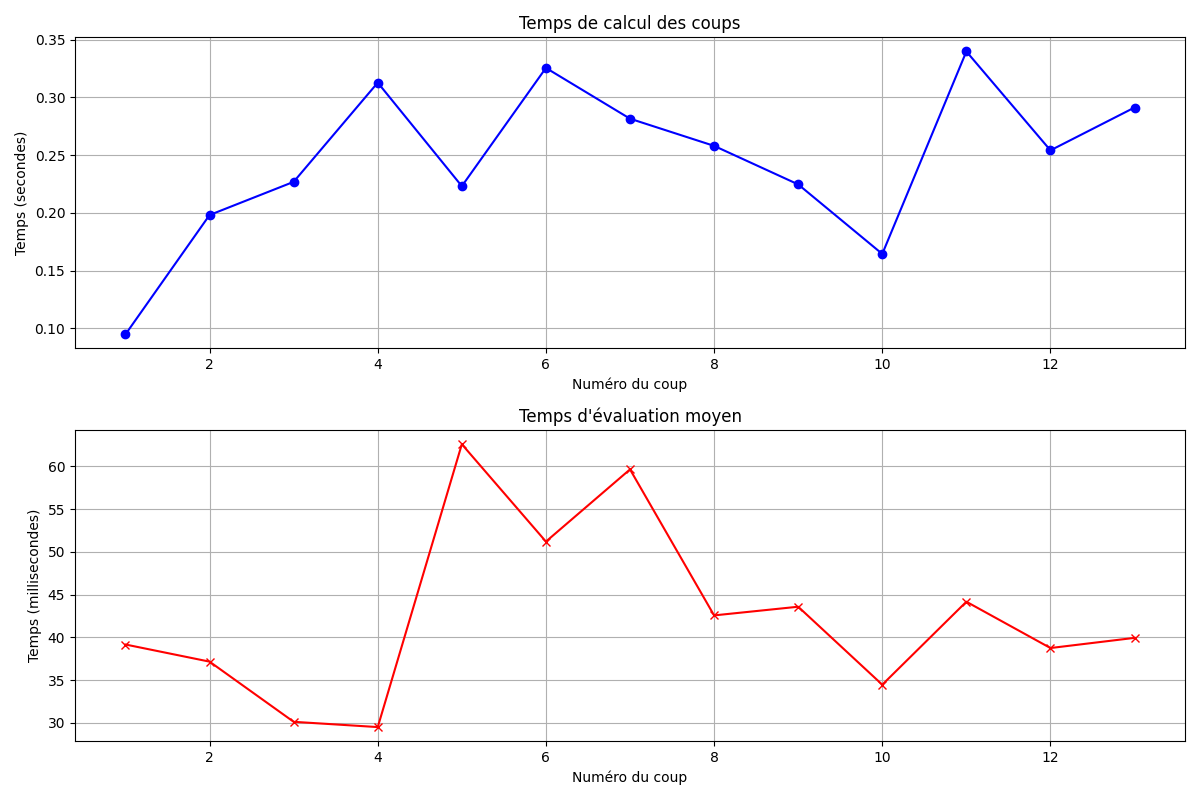 Temps de calcul des coups
0.35
0.30
0.25
0.20
0.15
0.10
Temps (secondes)
2 4 6 8 10 12
Numéro du coup
Temps d'évaluation moyen
60
55
50
45
40
35
30
Temps (millisecondes)
2 4 6 8 10 12
Numéro du coup